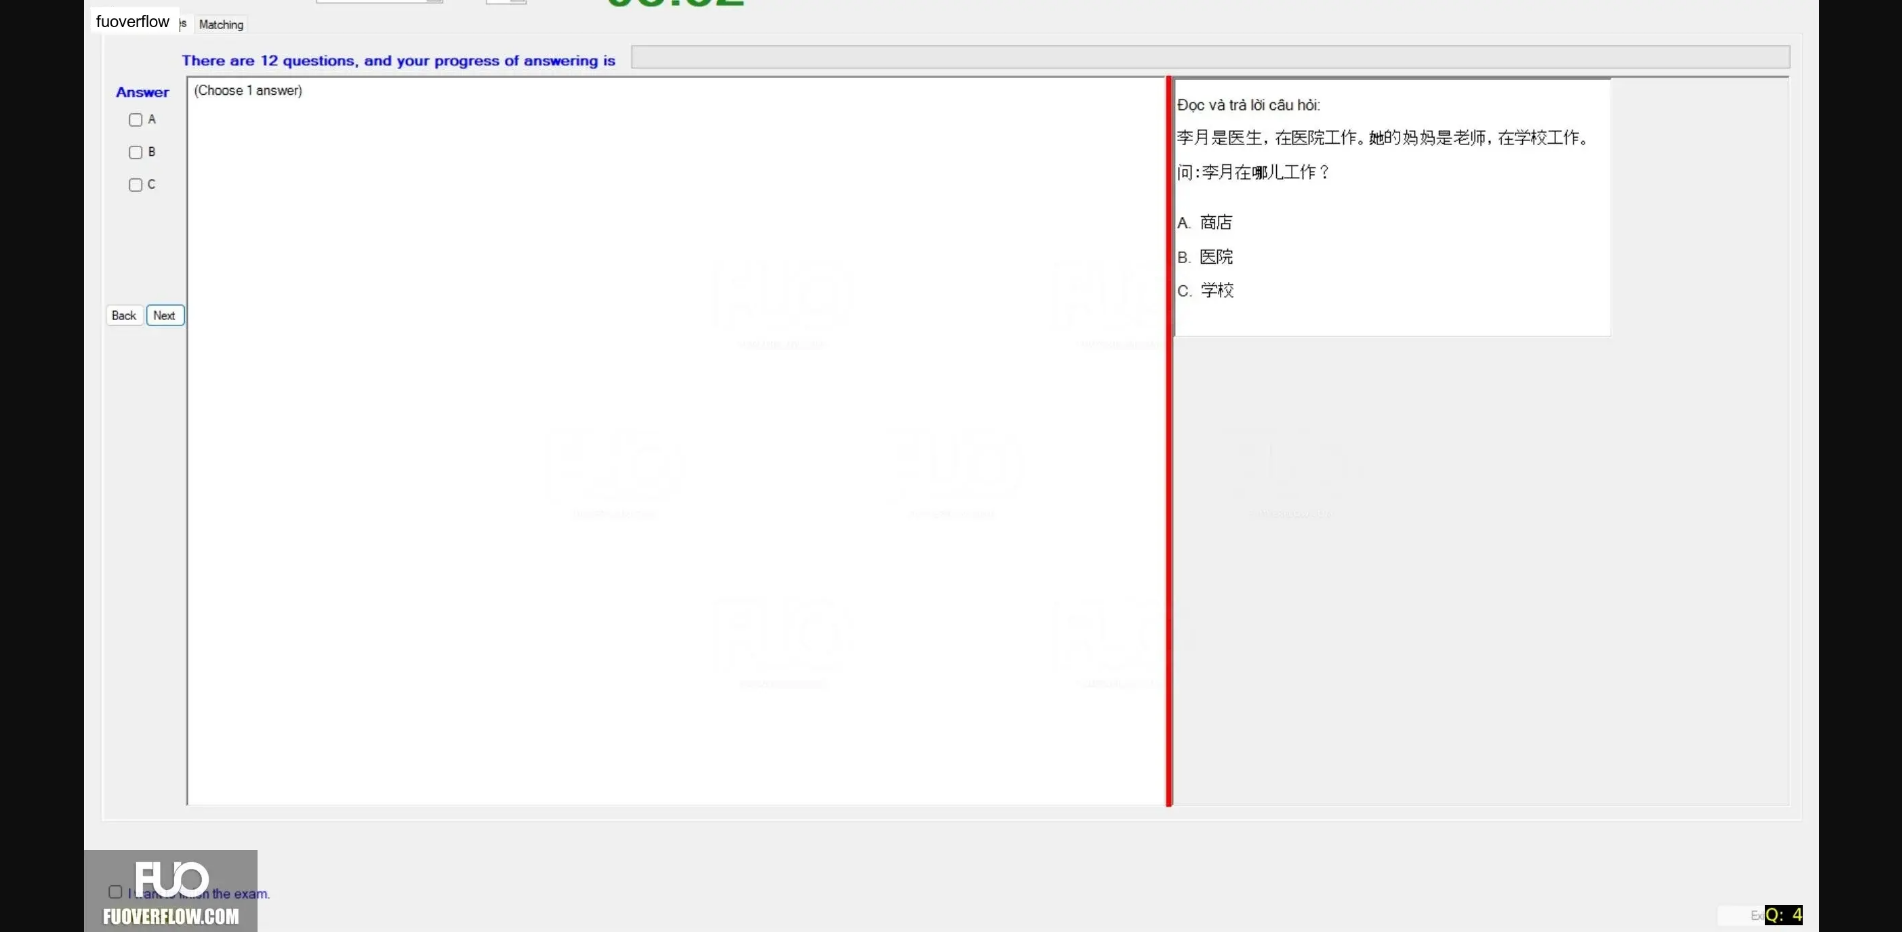 fuoverflow
Matching
There are 12 questions, and your progress of answering is
Answer
(Choose 1 answer)
A
B
C
Back Next
Đọc và trả lời câu hỏi:
李月是医生, 在医院工作。她的妈妈是老师, 在学校工作。
问:李月在哪儿工作?
A. 商店
B. 医院
C. 学校
FUO
the exam.
FUOVERFLOW.COM
Q: 4